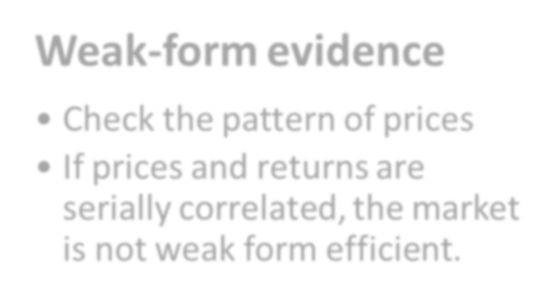 Weak-form evidence
• Check the pattern of prices
• If prices and returns are
serially correlated, the market
is not weak form efficient.